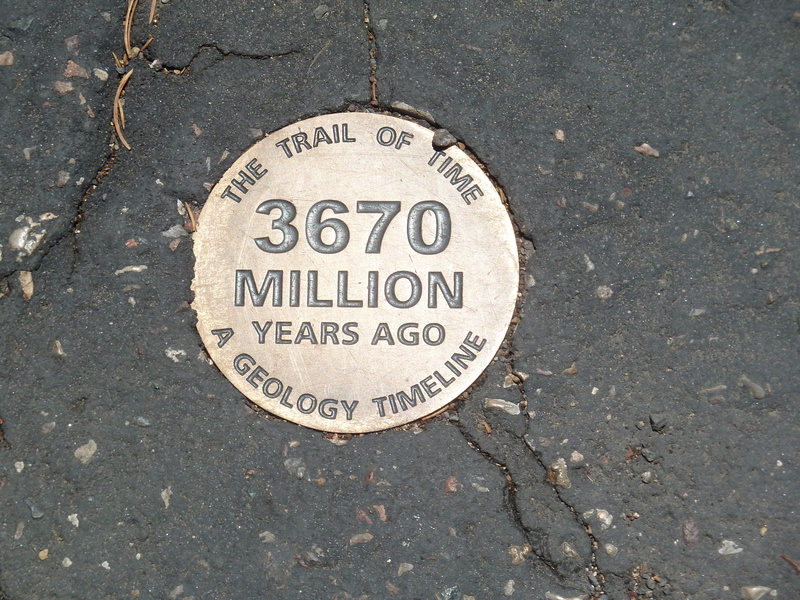 THE TRAIL OF TIME
3670
MILLION
YEARS AGO
A GEOLOGY TIMELINE